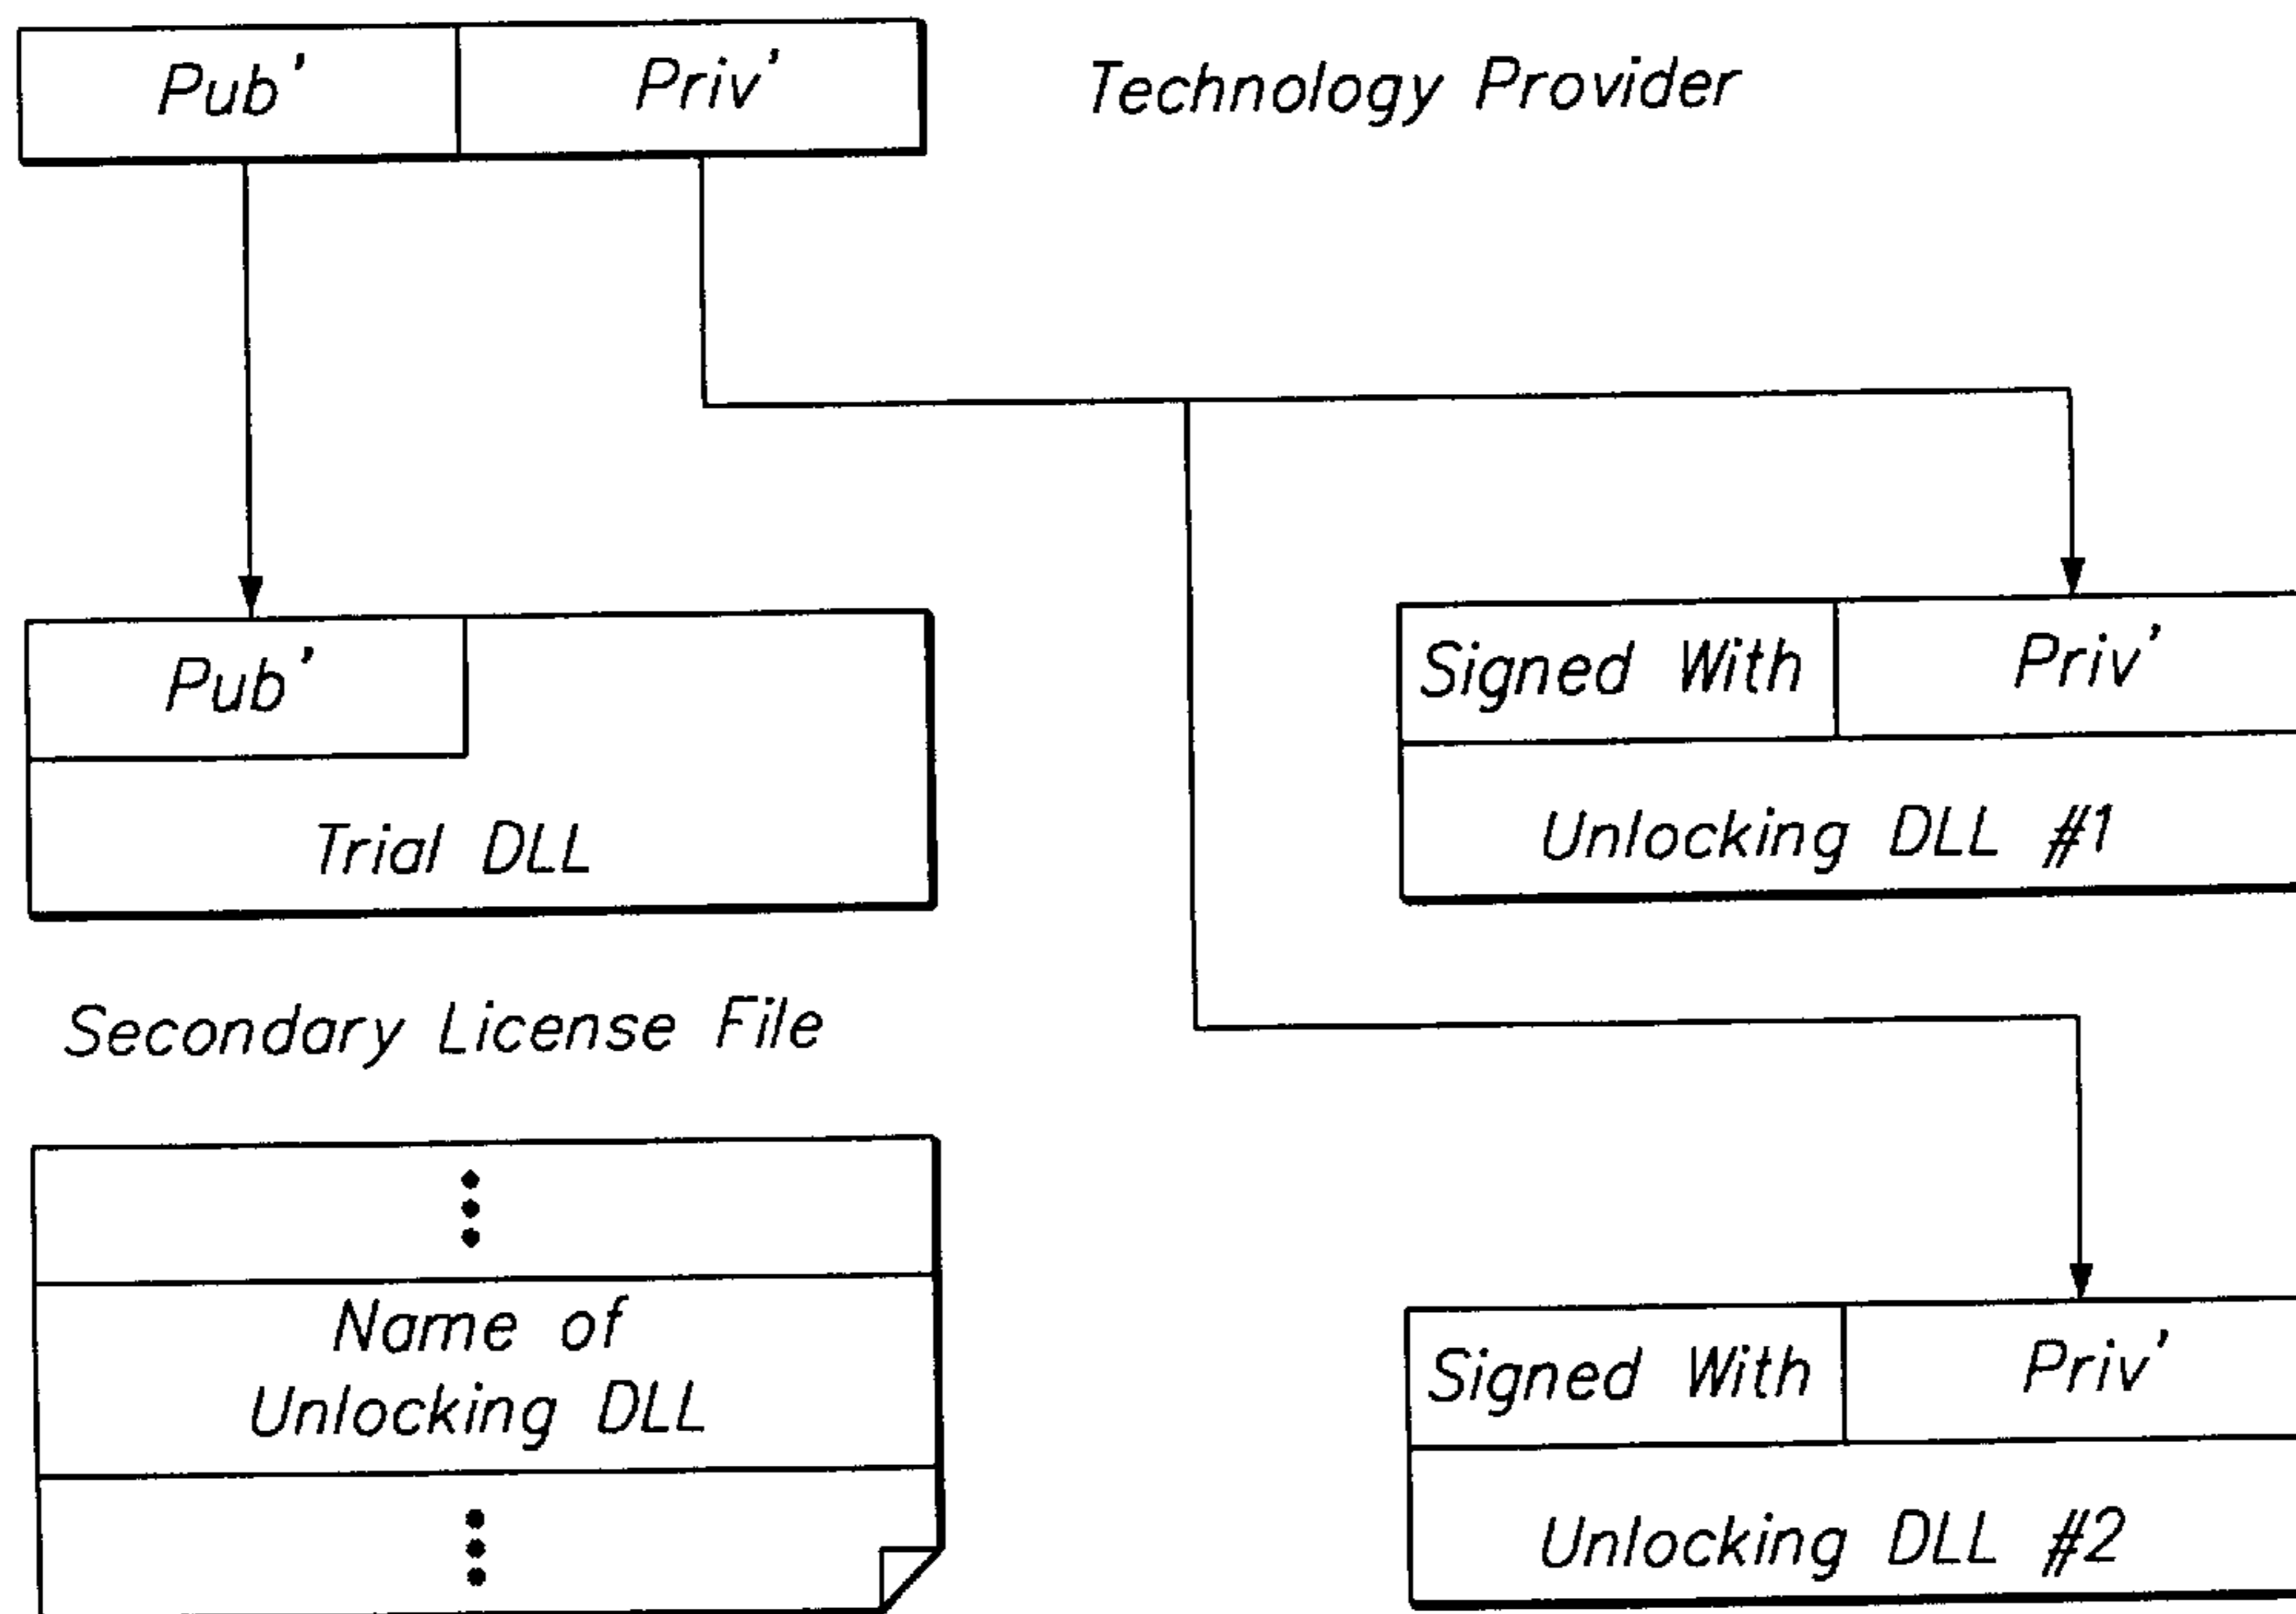 Pub' Priv' Technology Provider
Pub'
Trial DLL
Signed With Priv'
Unlocking DLL #1
Secondary License File
Name of
Unlocking DLL
Signed With Priv'
Unlocking DLL #2